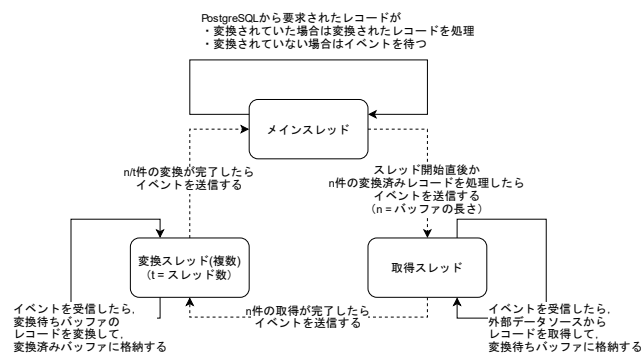 PostgreSQLから要求されたレコードが
・変換されていた場合は変換されたレコードを処理
・変換されていない場合はイベントを待つ
メインスレッド
n/t件の変換が完了したら
イベントを送信する
スレッド開始直後か
n件の変換済みレコードを処理したら
イベントを送信する
（n = バッファの長さ）
変換スレッド(複数)
（t = スレッド数）
取得スレッド
イベントを受信したら,
変換待ちバッファの
レコードを変換して,
変換済みバッファに格納する
n件の取得が完了したら
イベントを送信する
イベントを受信したら,
外部データソースから
レコードを取得して,
変換待ちバッファに格納する